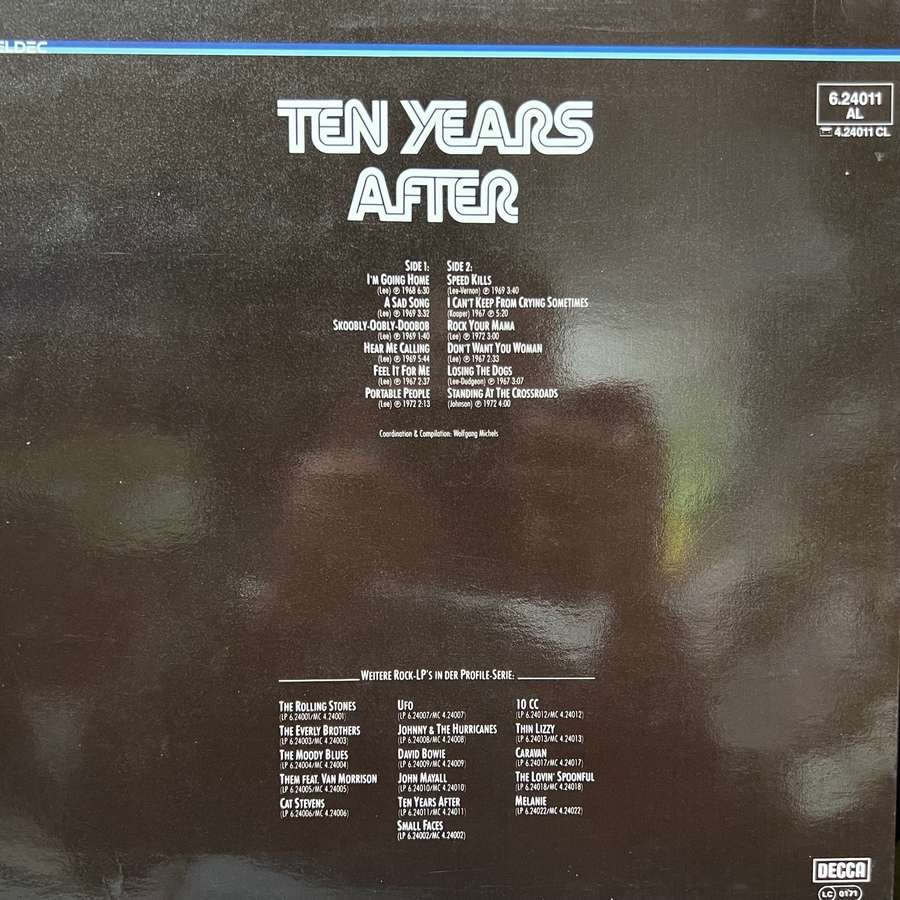 ELDEC
6.24011
AL
4.24011 CL
TEN YEARS
AFTER
SIDE 1:
I'M GOING HOME
(Lee) ℗ 1968 6:30
A SAD SONG
(Lee) ℗ 1969 3:32
SKOOBLY-OOBLY-DOOBOB
(Lee) ℗ 1969 1:40
HEAR ME CALLING
(Lee) ℗ 1969 5:44
FEEL IT FOR ME
(Lee) ℗ 1967 2:37
PORTABLE PEOPLE
(Lee) ℗ 1972 2:13
SIDE 2:
SPEED KILLS
(Lee-Vernon) ℗ 1969 3:40
I CAN'T KEEP FROM CRYING SOMETIMES
(Kooper) 1967 ℗ 5:20
ROCK YOUR MAMA
(Lee) ℗ 1972 3:00
DON'T WANT YOU WOMAN
(Lee) ℗ 1967 2:33
LOSING THE DOGS
(Lee-Dudgeon) ℗ 1967 3:07
STANDING AT THE CROSSROADS
(Johnson) ℗ 1972 4:00
Coordination & Compilation: Wolfgang Michels
WEITERE ROCK-LP'S IN DER PROFILE-SERIE:
THE ROLLING STONES
(LP 6.24001/MC 4.24001)
THE EVERLY BROTHERS
(LP 6.24003/MC 4.24003)
THE MOODY BLUES
(LP 6.24004/MC 4.24004)
THEM FEAT. VAN MORRISON
(LP 6.24005/MC 4.24005)
CAT STEVENS
(LP 6.24006/MC 4.24006)
UFO
(LP 6.24007/MC 4.24007)
JOHNNY & THE HURRICANES
(LP 6.24008/MC 4.24008)
DAVID BOWIE
(LP 6.24009/MC 4.24009)
JOHN MAYALL
(LP 6.24010/MC 4.24010)
TEN YEARS AFTER
(LP 6.24011/MC 4.24011)
SMALL FACES
(LP 6.24002/MC 4.24002)
10 CC
(LP 6.24012/MC 4.24012)
THIN LIZZY
(LP 6.24013/MC 4.24013)
CARAVAN
(LP 6.24017/MC 4.24017)
THE LOVIN' SPOONFUL
(LP 6.24018/MC 4.24018)
MELANIE
(LP 6.24022/MC 4.24022)
DECCA
LC 0171